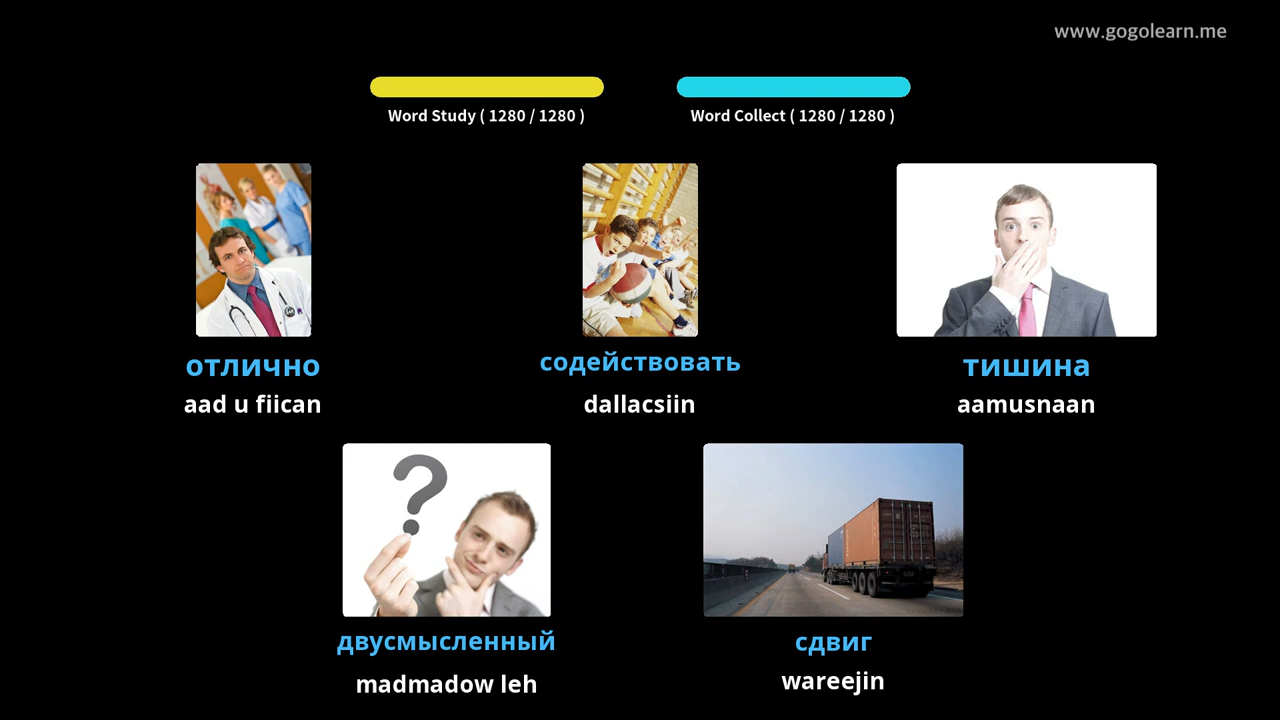 www.gogolearn.me
Word Study ( 1280 / 1280 )
Word Collect ( 1280 / 1280 )
отлично
aad u fiican
содействовать
dallacsiin
тишина
aamusnaan
двусмысленный
madmadow leh
сдвиг
wareejin